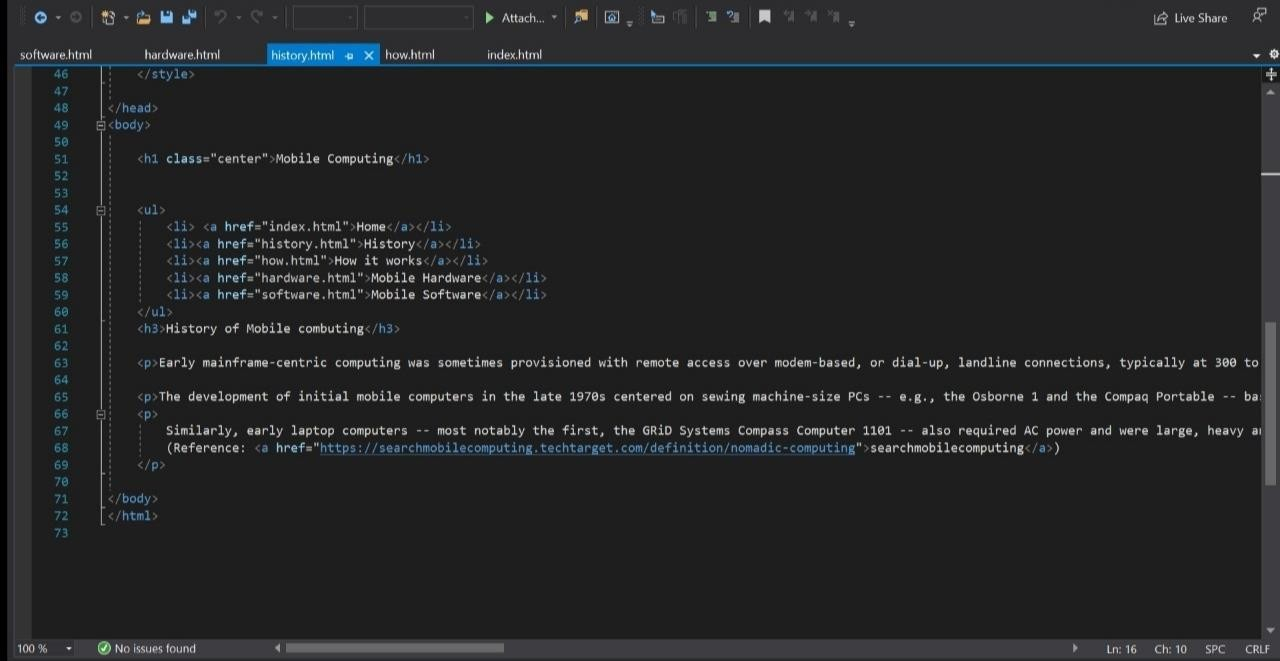 Attach...
Live Share
software.html hardware.html history.html how.html index.html
46 </style>
47
48 </head>
49 <body>
50
51 <h1 class="center">Mobile Computing</h1>
52
53
54 <ul>
55 <li> <a href="index.html">Home</a></li>
56 <li><a href="history.html">History</a></li>
57 <li><a href="how.html">How it works</a></li>
58 <li><a href="hardware.html">Mobile Hardware</a></li>
59 <li><a href="software.html">Mobile Software</a></li>
60 </ul>
61 <h3>History of Mobile combuting</h3>
62
63 <p>Early mainframe-centric computing was sometimes provisioned with remote access over modem-based, or dial-up, landline connections, typically at 300 to
64
65 <p>The development of initial mobile computers in the late 1970s centered on sewing machine-size PCs -- e.g., the Osborne 1 and the Compaq Portable --
66 <p>
67 Similarly, early laptop computers -- most notably the first, the GRiD Systems Compass Computer 1101 -- also required AC power and were large, heavy
68 (Reference: <a href="https://searchmobilecomputing.techtarget.com/definition/nomadic-computing">searchmobilecomputing</a>)
69 </p>
70
71 </body>
72 </html>
73
100 % No issues found Ln: 16 Ch: 10 SPC CRLF